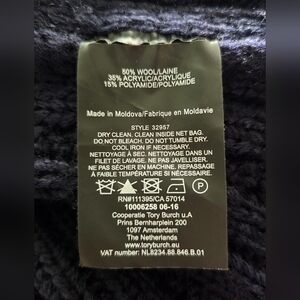 50% WOOL/LAINE
35% ACRYLIC/ACRYLIQUE
15% POLYAMIDE/POLYAMIDE
Made in Moldova/Fabrique en Moldavie
STYLE 32957
DRY CLEAN. CLEAN INSIDE NET BAG.
DO NOT BLEACH. DO NOT TUMBLE DRY.
COOL IRON IF NECESSARY.
NETTOYAGE À SEC. NETTOYAGE DANS UN
FILET DE LAVAGE. NE PAS JAVELLISER.
NE PAS SÉCHER EN MACHINE. REPASSAGE
À FAIBLE TEMPÉRATURE SI NÉCESSAIRE.
P
RN#111395/CA 57014
10006258 06-16
Cooperatie Tory Burch u.A
Prins Bernharplein 200
1097 Amsterdam
The Netherlands
www.toryburch.eu
VAT number: NL8234.88.846.B.01